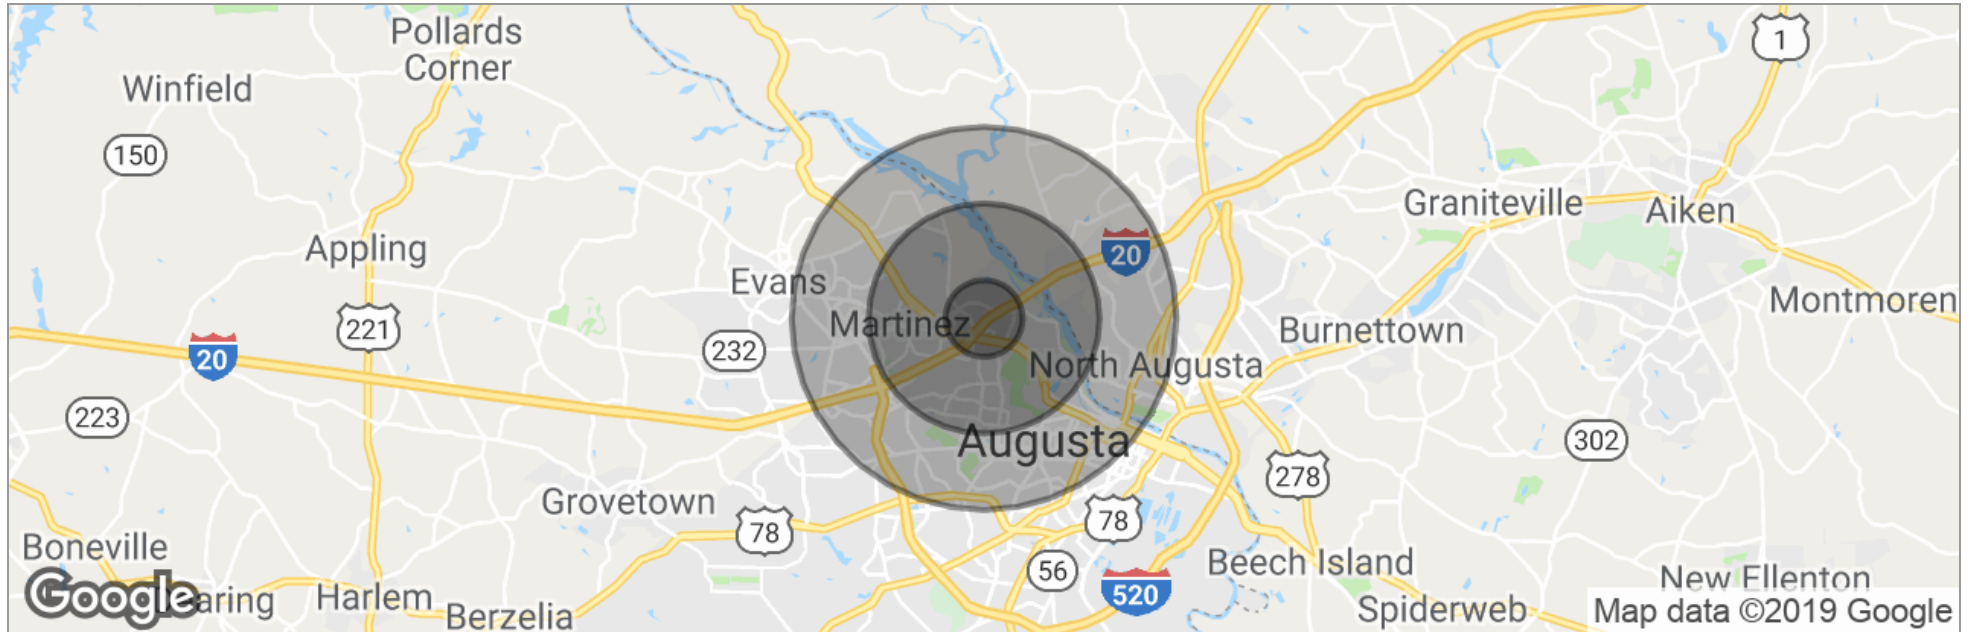 Pollards
Corner
1
Winfield
150
Graniteville
Aiken
Appling
20
Evans
Montmoren
221
Martinez
Burnettown
232
20
North Augusta
223
Augusta
302
278
Grovetown
78
78
Boneville
Beech Island
56
New Ellenton
520
Google
Dearing
Harlem
Berzelia
Spiderweb
Map data ©2019 Google